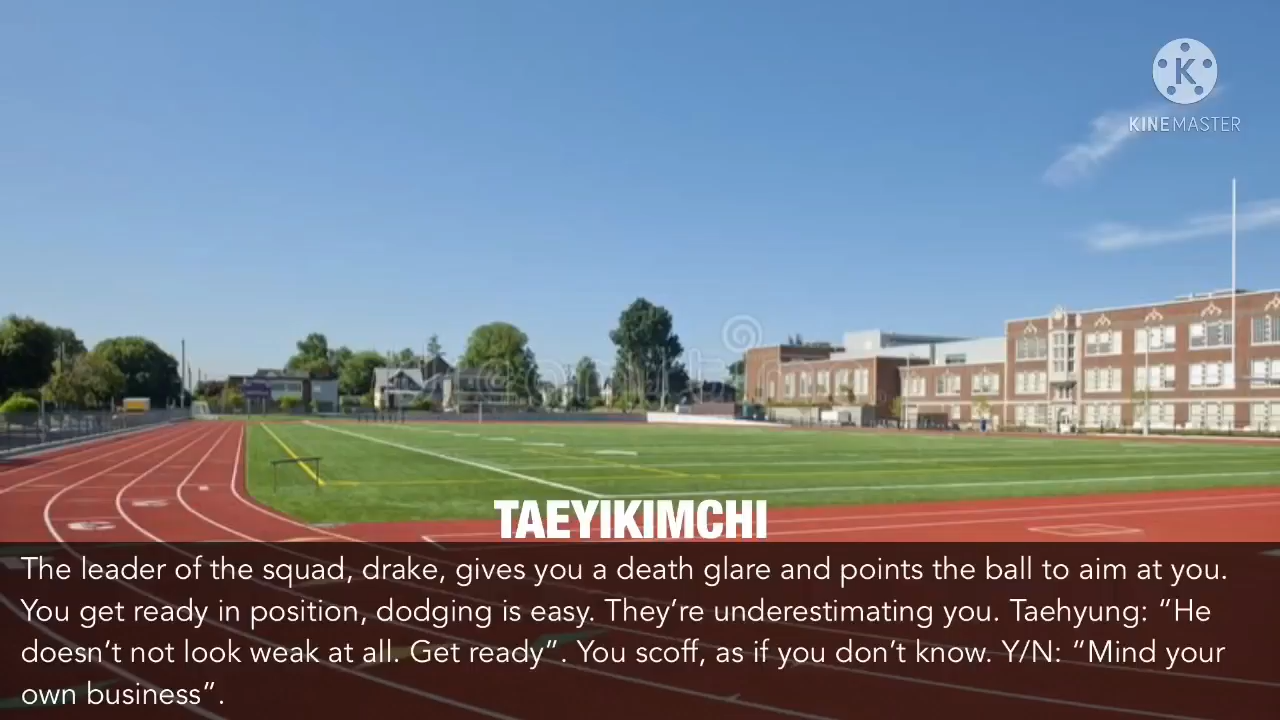 KINEMASTER
TAEYIKIMCHI
The leader of the squad, drake, gives you a death glare and points the ball to aim at you.
You get ready in position, dodging is easy. They’re underestimating you. Taehyung: “He
doesn’t not look weak at all. Get ready”. You scoff, as if you don’t know. Y/N: “Mind your
own business”.